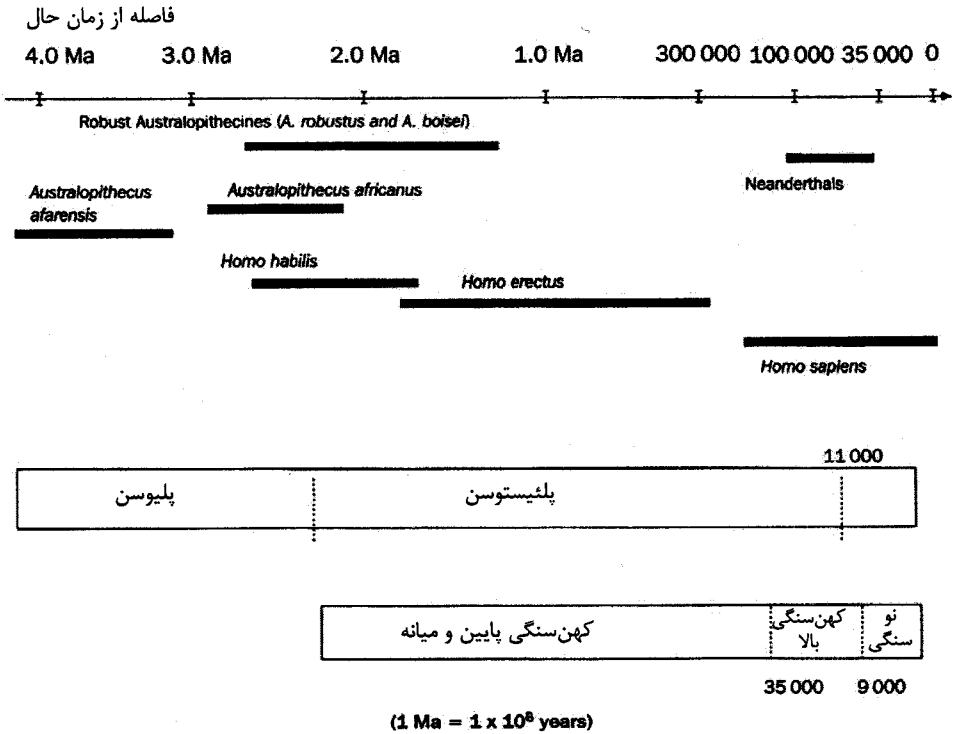 فاصله از زمان حال
4.0 Ma 3.0 Ma 2.0 Ma 1.0 Ma 300 000 100 000 35 000 0
Robust Australopithecines (A. robustus and A. boisei)
Neanderthals
Australopithecus
afarensis
Australopithecus africanus
Homo habilis
Homo erectus
Homo sapiens
11 000
پلیوسن
پلئیستوسن
کهن‌سنگی پایین و میانه
کهن‌سنگی
بالا
نو
سنگی
35 000 9 000
(1 Ma = 1 x 10⁶ years)